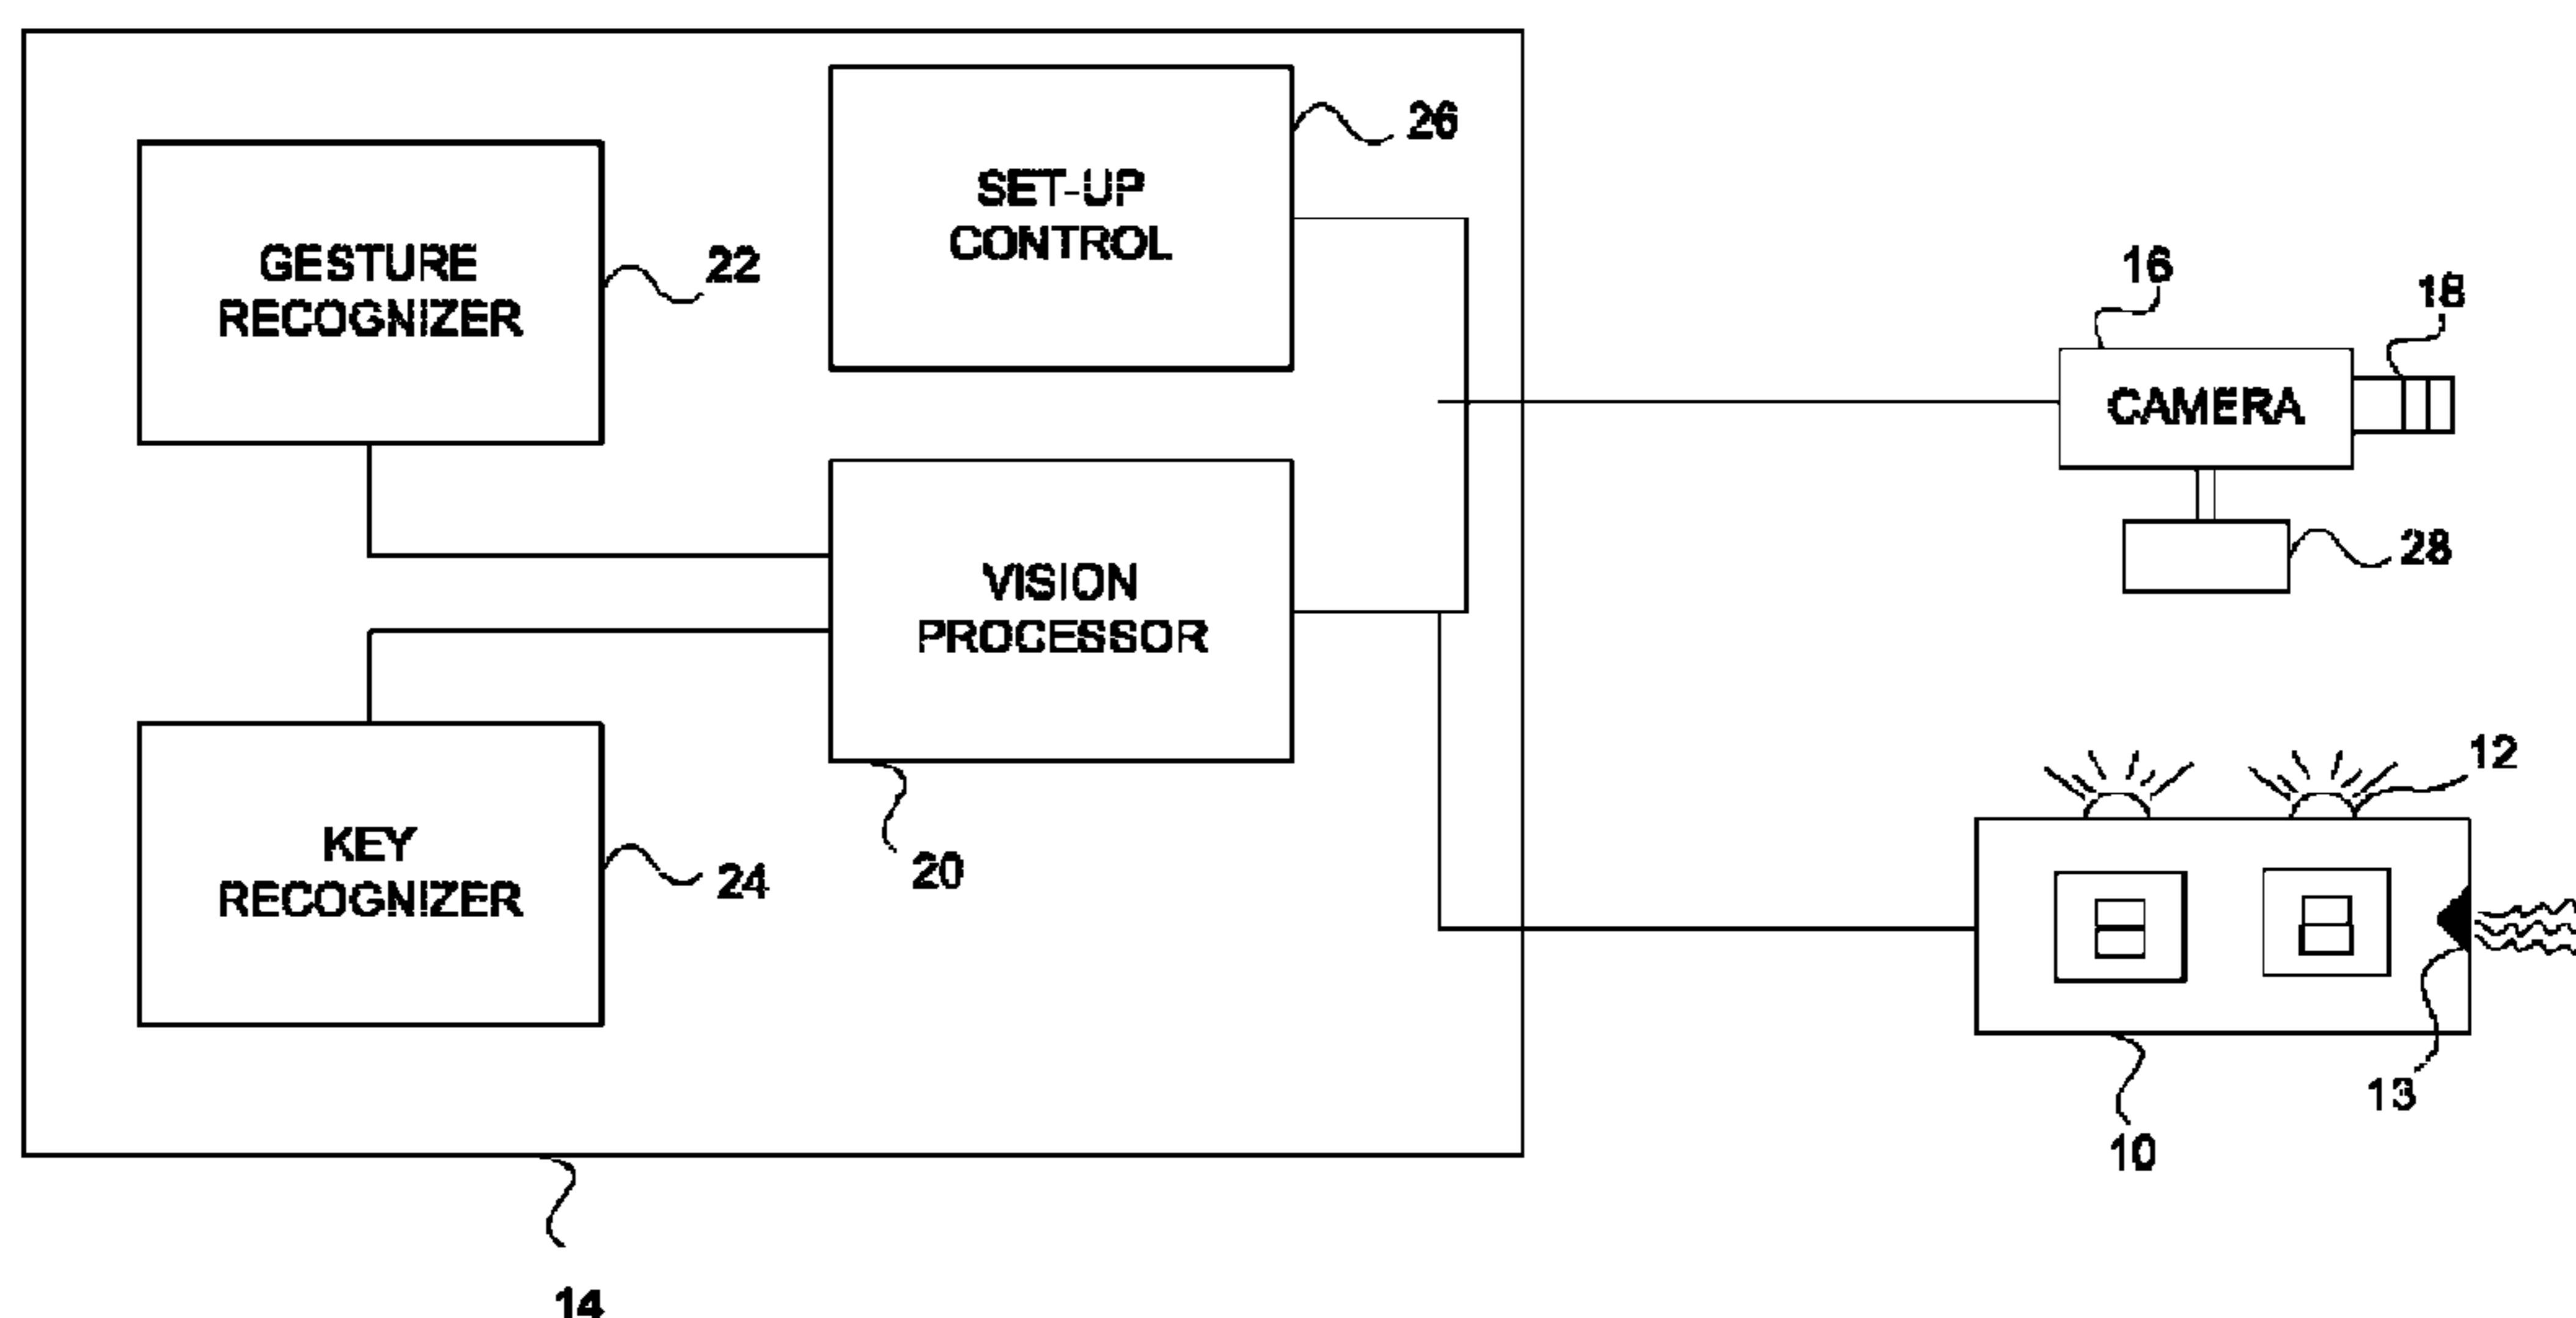 SET-UP
CONTROL
26
GESTURE
RECOGNIZER
22
16
18
CAMERA
28
VISION
PROCESSOR
20
12
KEY
RECOGNIZER
24
13
10
14